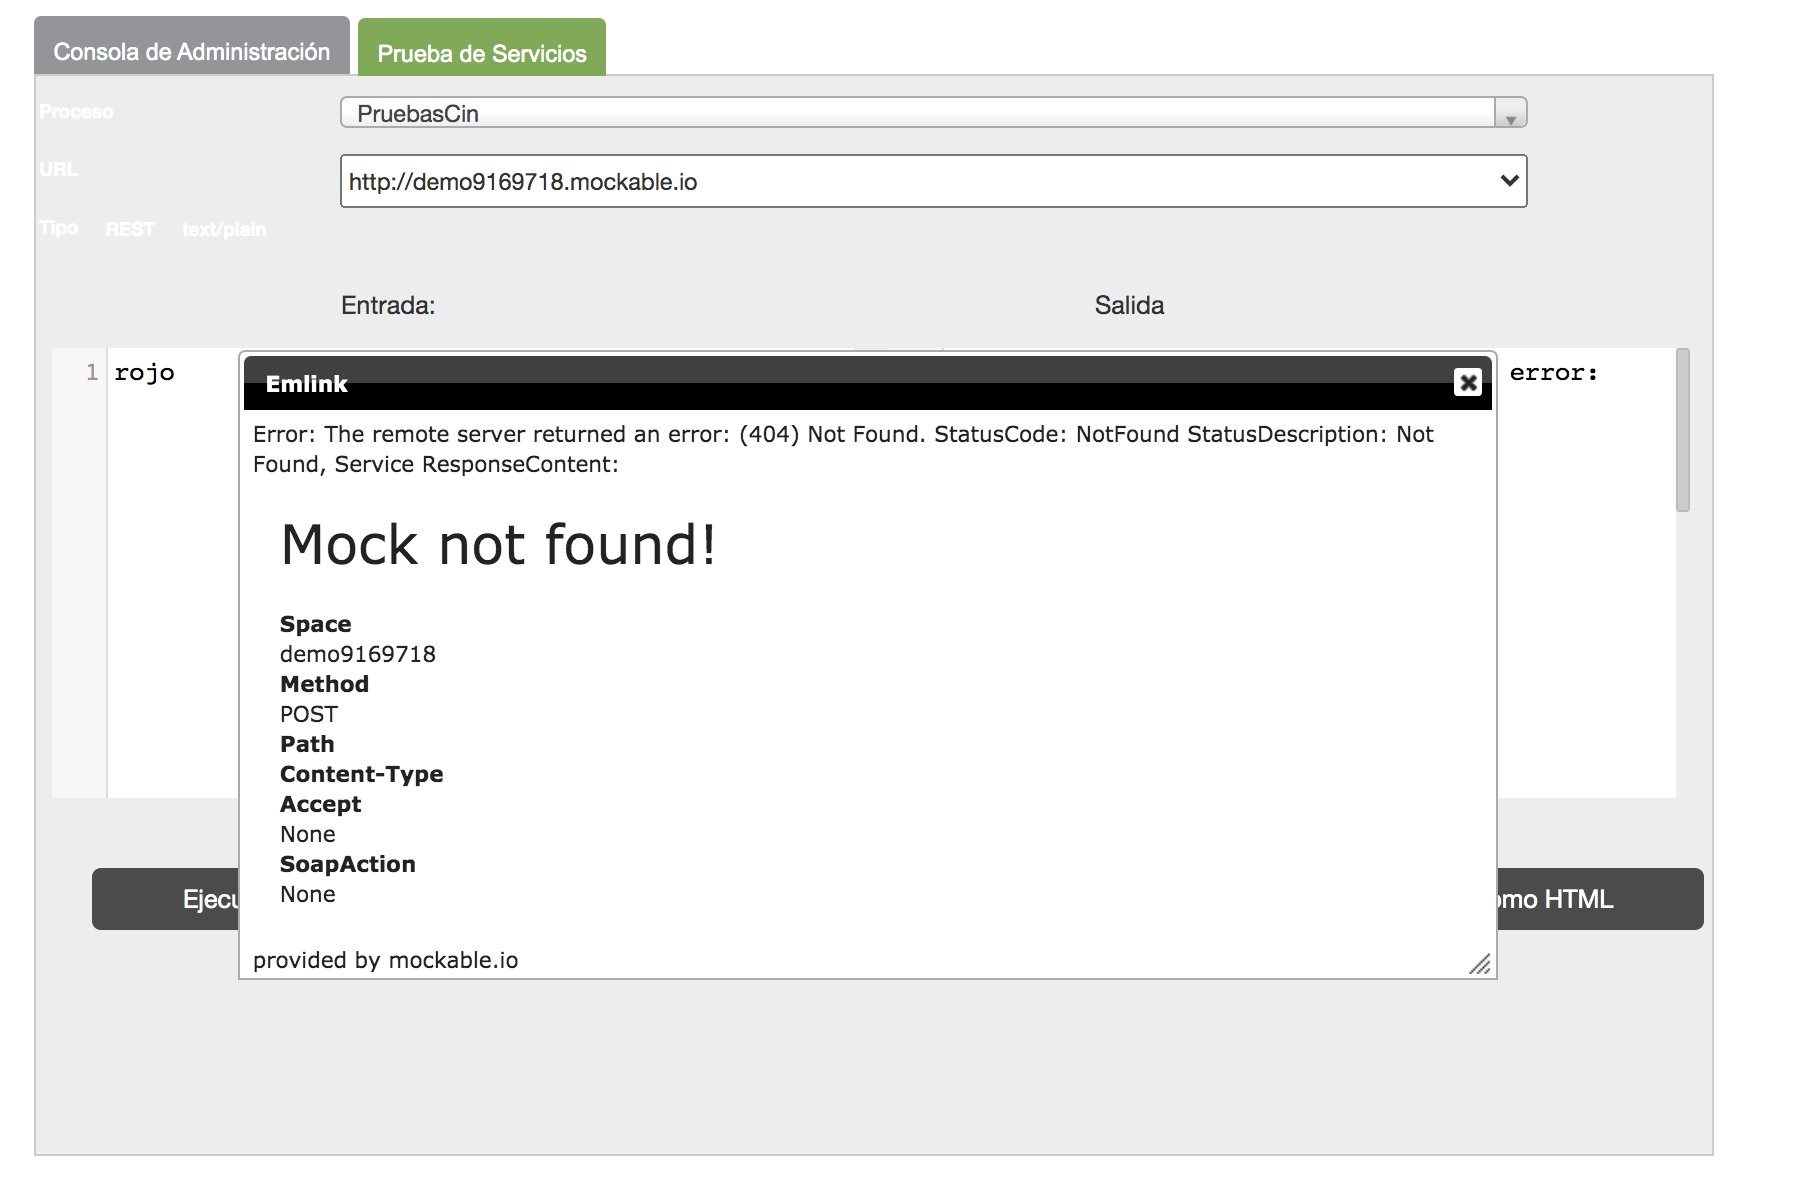 Consola de Administración
Prueba de Servicios
Proceso
PruebasCin
URL
http://demo9169718.mockable.io
Tipo REST text/plain
Entrada:
Salida
1 rojo
error:
Emlink
Error: The remote server returned an error: (404) Not Found. StatusCode: NotFound StatusDescription: Not
Found, Service ResponseContent:
Mock not found!
Space
demo9169718
Method
POST
Path
Content-Type
Accept
None
SoapAction
None
provided by mockable.io
HTML